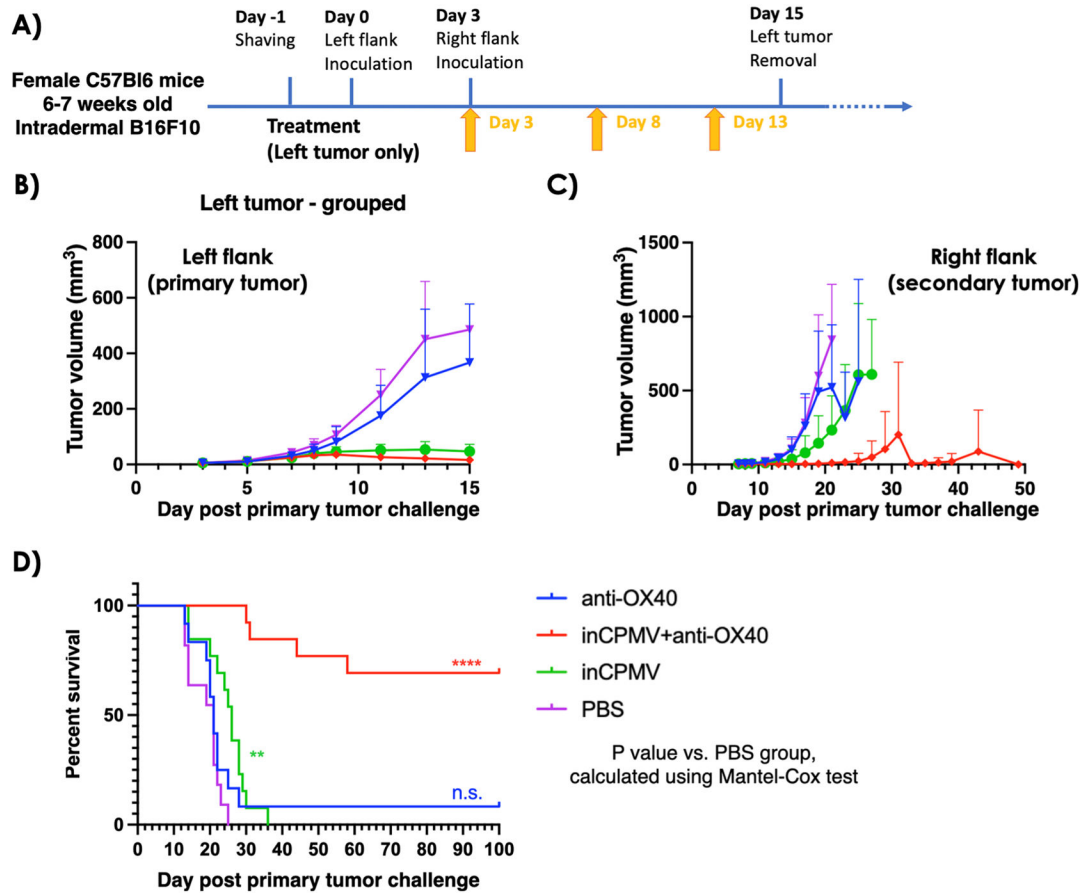 A)
Day -1
Shaving
Day 0
Left flank
Inoculation
Day 3
Right flank
Inoculation
Day 15
Left tumor
Removal
Female C57Bl6 mice
6-7 weeks old
Intradermal B16F10
Treatment
(Left tumor only)
Day 3
Day 8
Day 13
B)
Left tumor - grouped
Left flank
(primary tumor)
Tumor volume (mm3)
800
600
400
200
0
0 5 10 15
Day post primary tumor challenge
C)
Right flank
(secondary tumor)
Tumor volume (mm3)
1500
1000
500
0
0 10 20 30 40 50
Day post primary tumor challenge
D)
Percent survival
100
50
0
****
**
n.s.
0 10 20 30 40 50 60 70 80 90 100
Day post primary tumor challenge
anti-OX40
inCPMV+anti-OX40
inCPMV
PBS
P value vs. PBS group,
calculated using Mantel-Cox test